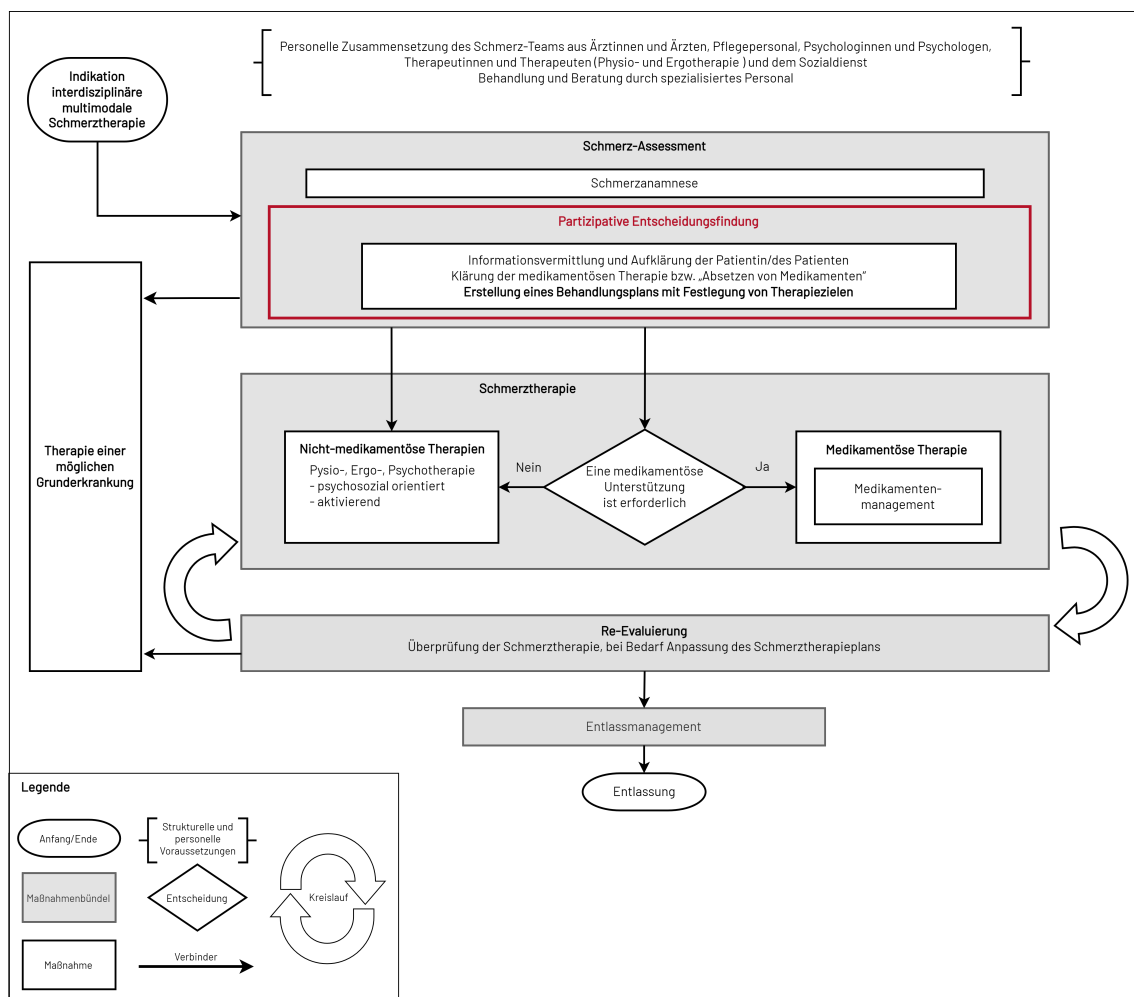 Personelle Zusammensetzung des Schmerz-Teams aus Ärztinnen und Ärzten, Pflegepersonal, Psychologinnen und Psychologen,
Therapeutinnen und Therapeuten (Physio- und Ergotherapie ) und dem Sozialdienst
Behandlung und Beratung durch spezialisiertes Personal
Indikation
interdisziplinäre
multimodale
Schmerztherapie
Schmerz-Assessment
Schmerzanamnese
Partizipative Entscheidungsfindung
Informationsvermittlung und Aufklärung der Patientin/des Patienten
Klärung der medikamentösen Therapie bzw. „Absetzen von Medikamenten“
Erstellung eines Behandlungsplans mit Festlegung von Therapiezielen
Therapie einer
möglichen
Grunderkrankung
Schmerztherapie
Nicht-medikamentöse Therapien
Pysio-, Ergo-, Psychotherapie
- psychosozial orientiert
- aktivierend
Nein
Eine medikamentöse
Unterstützung
ist erforderlich
Ja
Medikamentöse Therapie
Medikamenten-
management
Re-Evaluierung
Überprüfung der Schmerztherapie, bei Bedarf Anpassung des Schmerztherapieplans
Entlassmanagement
Entlassung
Legende
Anfang/Ende
Strukturelle und
personelle
Voraussetzungen
Maßnahmenbündel
Entscheidung
Kreislauf
Maßnahme
Verbinder